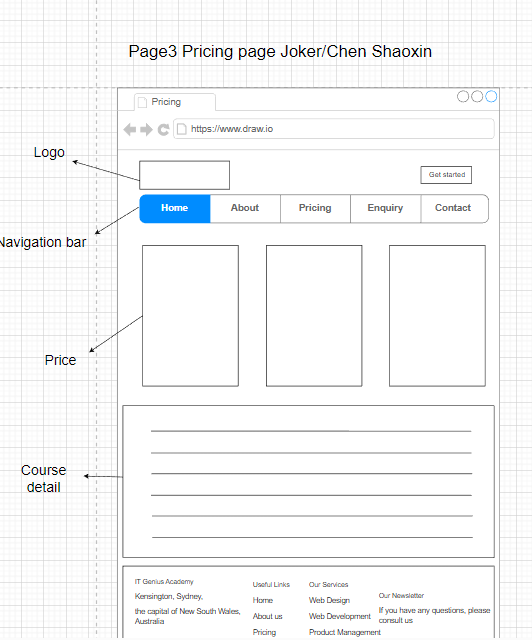 Page3 Pricing page Joker/Chen Shaoxin
Pricing
https://www.draw.io
Logo
Get started
Home About Pricing Enquiry Contact
Navigation bar
Price
Course
detail
IT Genius Academy
Kensington, Sydney,
the capital of New South Wales,
Australia
Useful Links
Home
About us
Pricing
Our Services
Web Design
Web Development
Product Management
Our Newsletter
If you have any questions, please
consult us